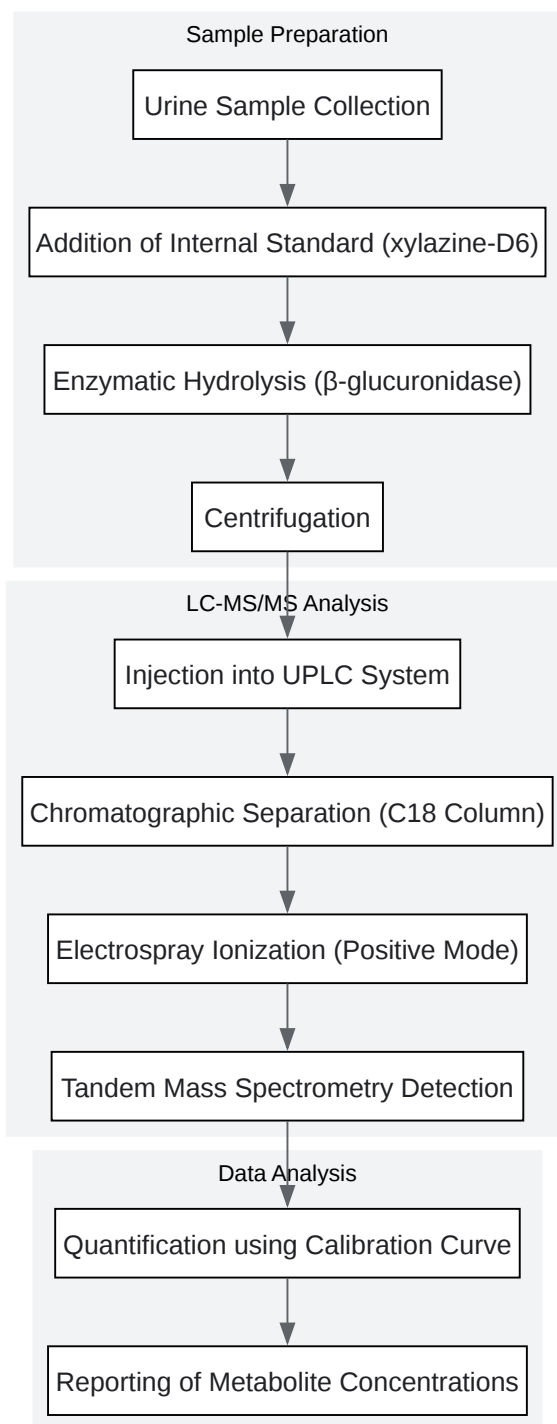 Sample Preparation
Urine Sample Collection
Addition of Internal Standard (xylazine-D6)
Enzymatic Hydrolysis (β-glucuronidase)
Centrifugation
LC-MS/MS Analysis
Injection into UPLC System
Chromatographic Separation (C18 Column)
Electrospray Ionization (Positive Mode)
Tandem Mass Spectrometry Detection
Data Analysis
Quantification using Calibration Curve
Reporting of Metabolite Concentrations